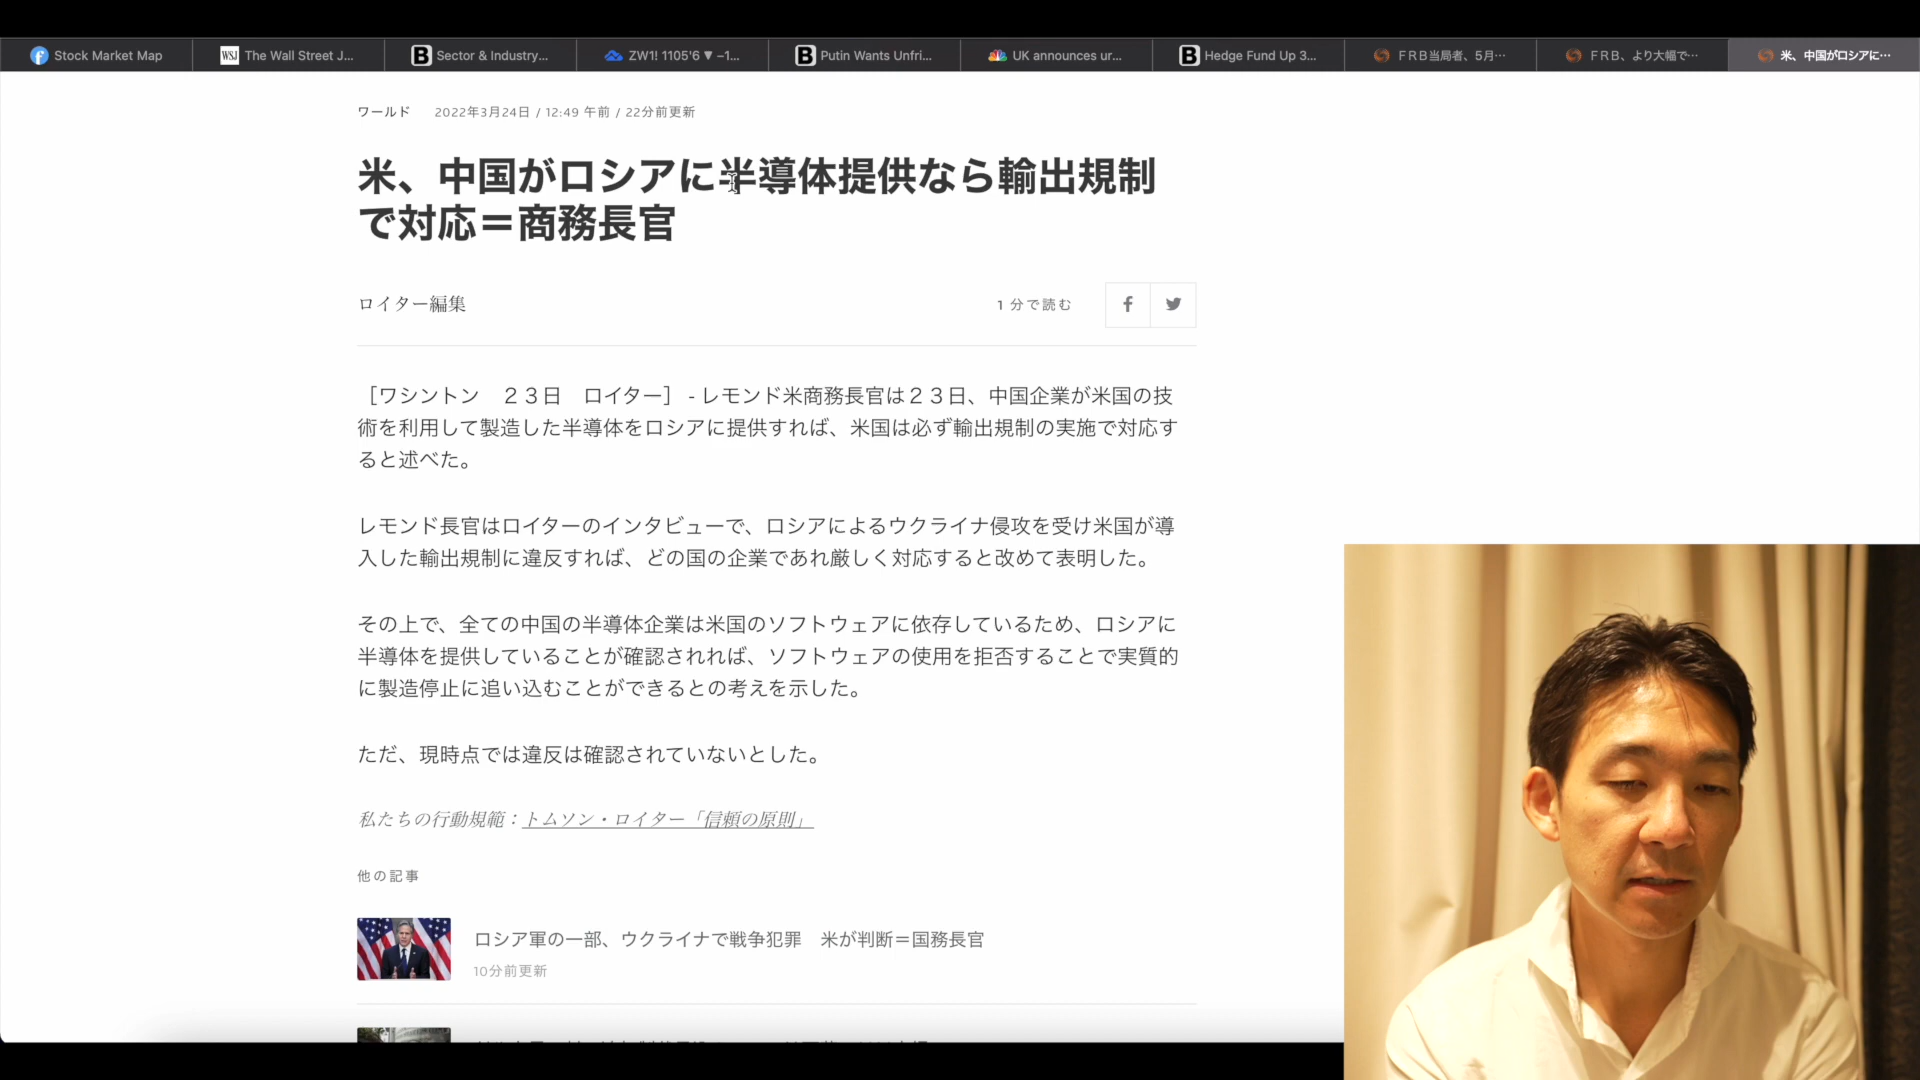 Stock Market Map
WSJ The Wall Street J...
B Sector & Industry...
ZW1! 1105'6 ▼ −1...
B Putin Wants Unfri...
UK announces ur...
B Hedge Fund Up 3...
ＦＲＢ当局者、5月…
ＦＲＢ、より大幅で…
米、中国がロシアに…
ワールド 2022年3月24日 / 12:49 午前 / 22分前更新
米、中国がロシアに半導体提供なら輸出規制
で対応＝商務長官
ロイター編集
1 分で読む
［ワシントン　２３日　ロイター］ - レモンド米商務長官は２３日、中国企業が米国の技
術を利用して製造した半導体をロシアに提供すれば、米国は必ず輸出規制の実施で対応す
ると述べた。
レモンド長官はロイターのインタビューで、ロシアによるウクライナ侵攻を受け米国が導
入した輸出規制に違反すれば、どの国の企業であれ厳しく対応すると改めて表明した。
その上で、全ての中国の半導体企業は米国のソフトウェアに依存しているため、ロシアに
半導体を提供していることが確認されれば、ソフトウェアの使用を拒否することで実質的
に製造停止に追い込むことができるとの考えを示した。
ただ、現時点では違反は確認されていないとした。
私たちの行動規範：トムソン・ロイター「信頼の原則」
他の記事
ロシア軍の一部、ウクライナで戦争犯罪　米が判断＝国務長官
10分前更新